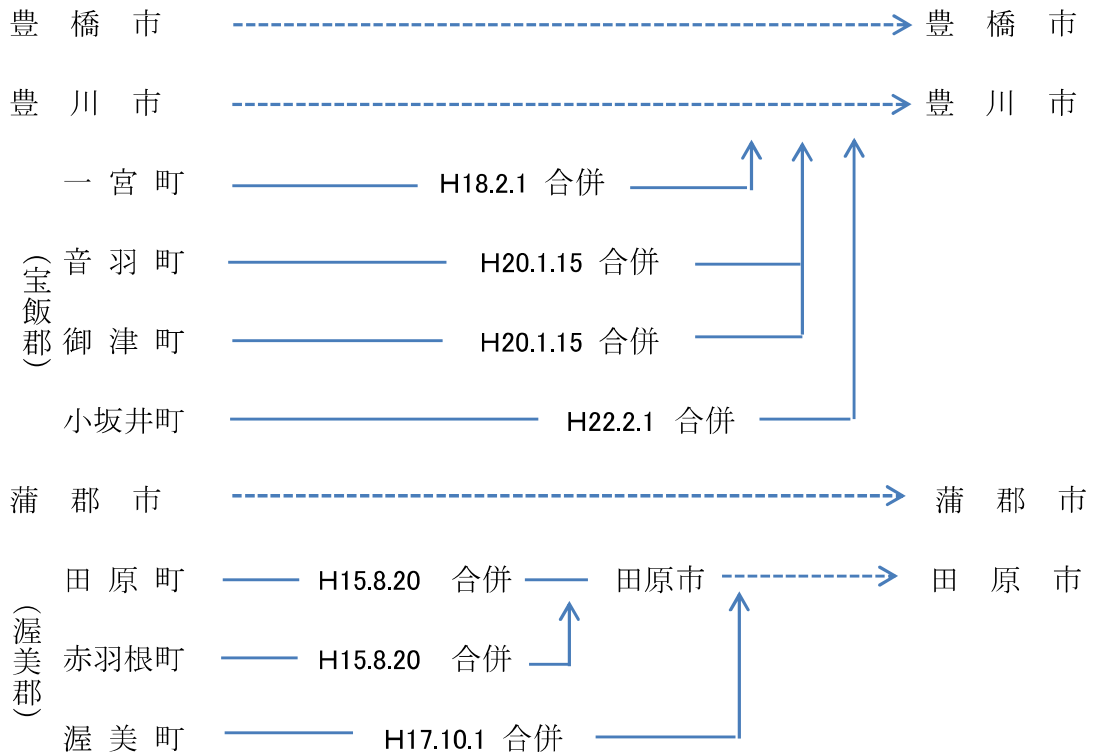 豊橋市 豊橋市
豊川市 豊川市
一宮町 H18.2.1 合併
(宝飯郡)
音羽町 H20.1.15 合併
御津町 H20.1.15 合併
小坂井町 H22.2.1 合併
蒲郡市 蒲郡市
田原町 H15.8.20 合併 田原市 田原市
(渥美郡)
赤羽根町 H15.8.20 合併
渥美町 H17.10.1 合併